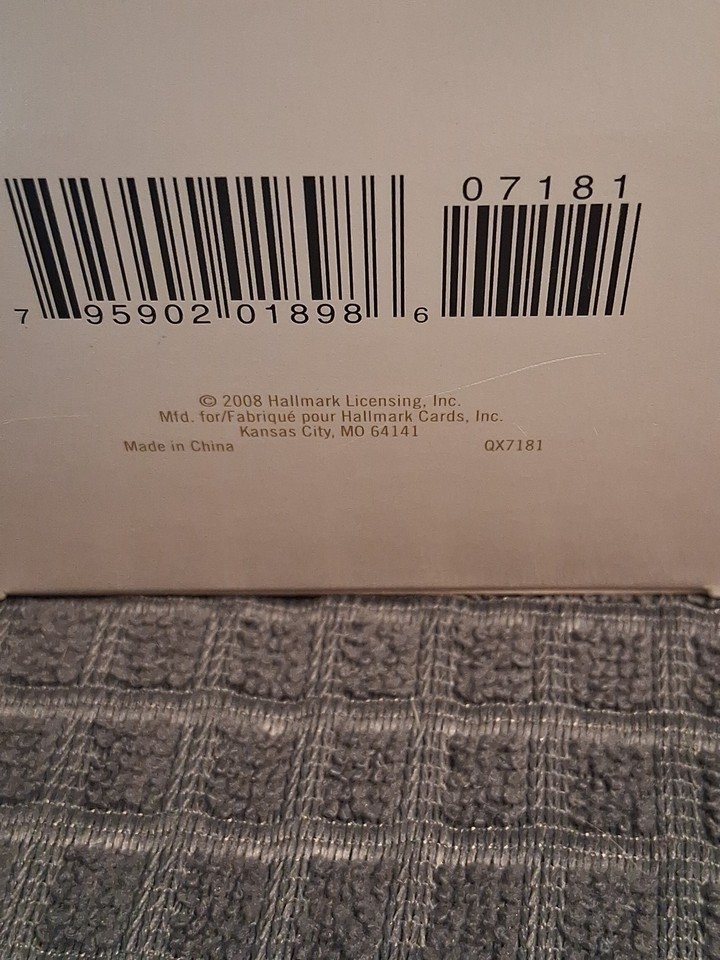 07181
7 95902 01898 6
© 2008 Hallmark Licensing, Inc.
Mfd. for/Fabriqué pour Hallmark Cards, Inc.
Kansas City, MO 64141
Made in China QX7181